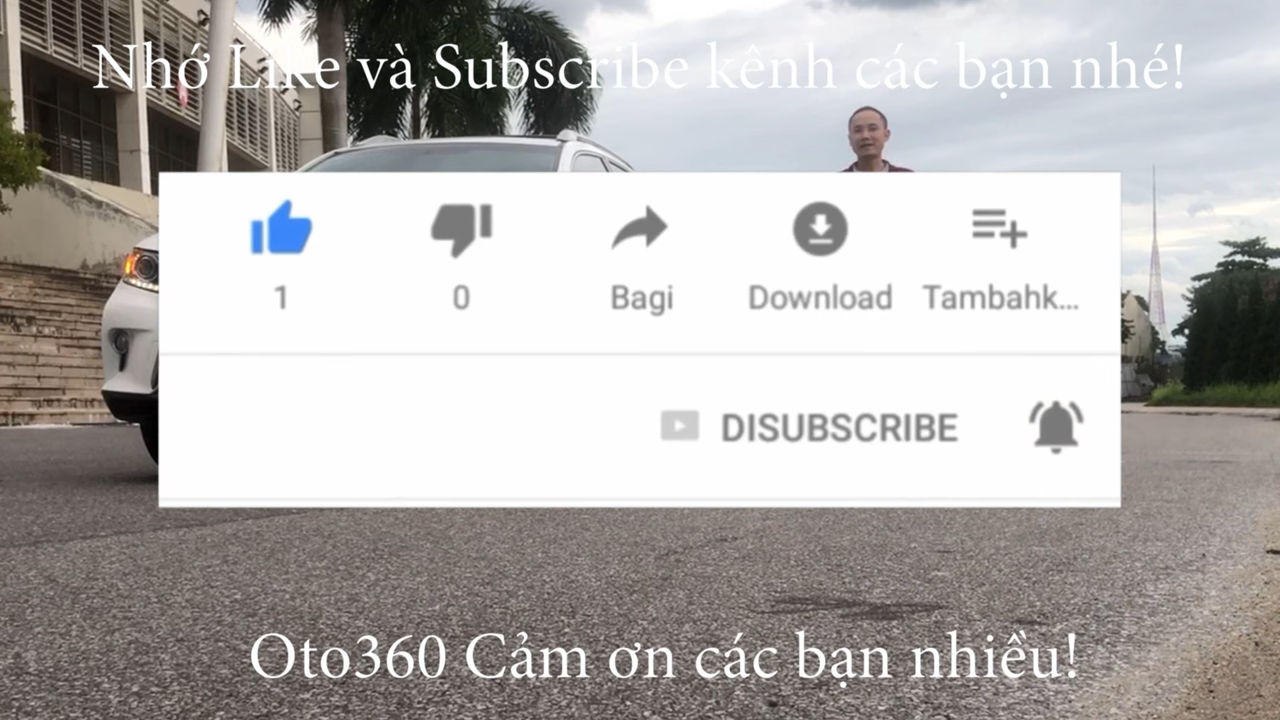 Nhớ Like và Subscribe kênh các bạn nhé!
1 0 Bagi Download Tambahk...
DISUBSCRIBE
Oto360 Cảm ơn các bạn nhiều!